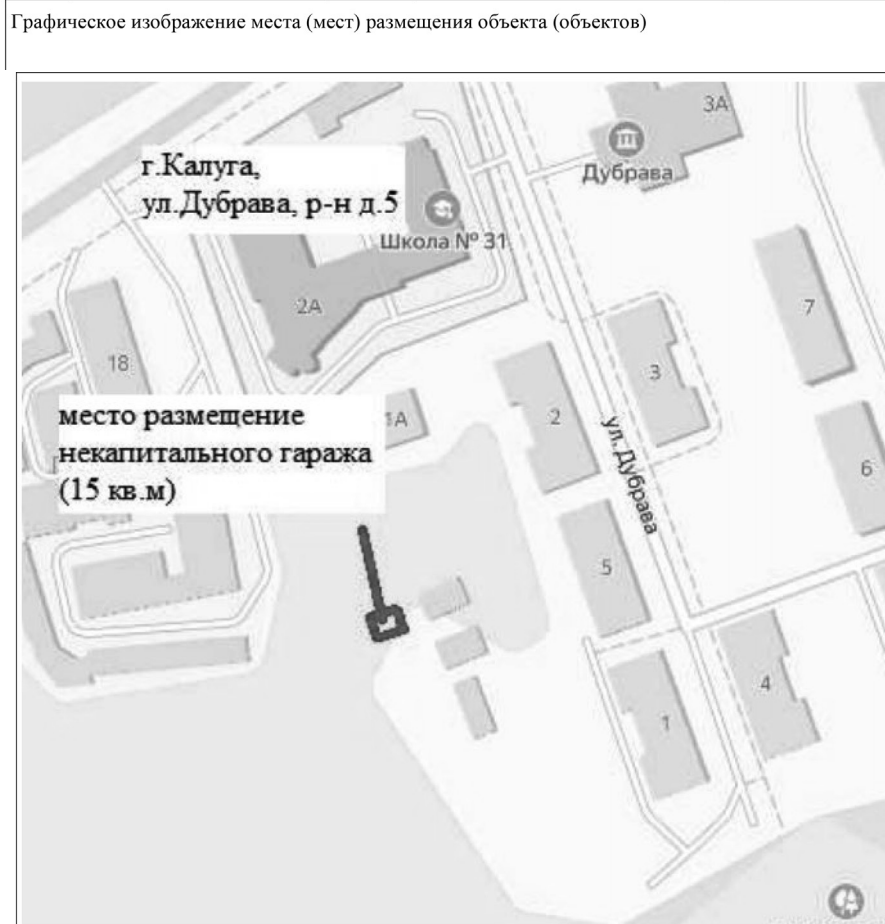 Графическое изображение места (мест) размещения объекта (объектов)
г.Калуга,
ул.Дубрава, р-н д.5
3А
Дубрава
Школа № 31
2А
7
18
3
1А
2
место размещение
некапитального гаража
(15 кв.м)
ул. Дубрава
6
5
4
1